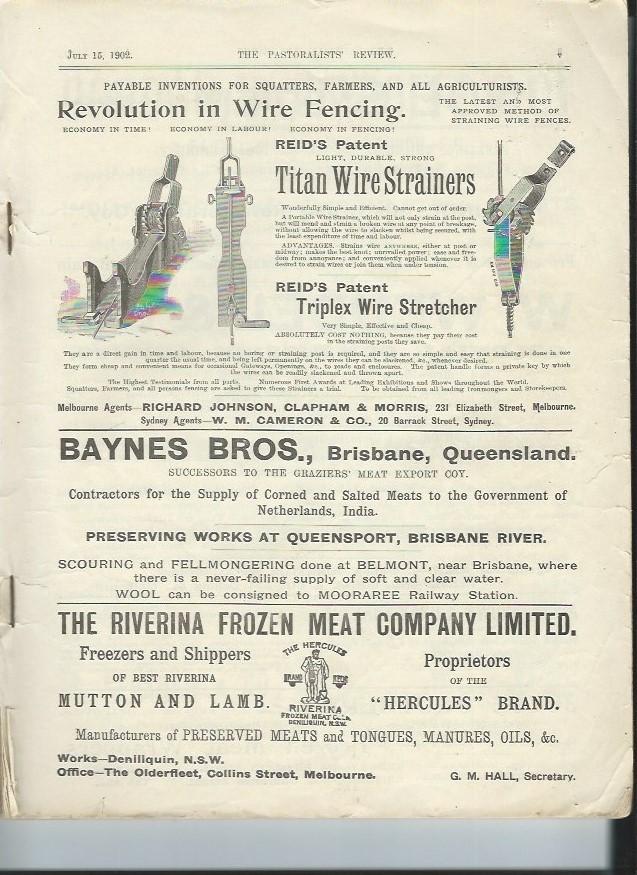 JULY 15, 1902. THE PASTORALISTS' REVIEW.
PAYABLE INVENTIONS FOR SQUATTERS, FARMERS, AND ALL AGRICULTURISTS.
Revolution in Wire Fencing.
THE LATEST AND MOST
APPROVED METHOD OF
STRAINING WIRE FENCES.
ECONOMY IN TIME! ECONOMY IN LABOUR! ECONOMY IN FENCING!
REID'S Patent
LIGHT, DURABLE, STRONG
Titan Wire Strainers
Wonderfully Simple and Efficient. Cannot get out of order.
A Portable Wire Strainer, which will not only strain at the post,
but will mend and strain a broken wire at any point of breakage,
without allowing the wire to slacken whilst being secured, with
the least expenditure of time and labour.
ADVANTAGES. Strains wire ANYWHERE, either at post or
midway; makes the best knot; unrivalled power; ease and free-
dom from annoyance; and conveniently applied whenever it is
desired to strain wires or join them when under tension.
REID'S Patent
Triplex Wire Stretcher
Very Simple, Effective and Cheap.
ABSOLUTELY COST NOTHING, because they pay their cost
in the straining posts they save.
They are a direct gain in time and labour, because no boring or straining post is required, and they are so simple and easy that straining is done in one
quarter the usual time, and being left permanently on the wires they can be slackened, &c., whenever desired.
They form cheap and convenient means for occasional Gateways, Openings, &c., to roads and enclosures. The patent handle forms a private key by which
the wires can be readily slackened and thrown apart.
The Highest Testimonials from all parts. Numerous First Awards at Leading Exhibitions and Shows throughout the World.
Squatters, Farmers, and all persons fencing are asked to give these Strainers a trial. To be obtained from all leading Ironmongers and Storekeepers.
Melbourne Agents—RICHARD JOHNSON, CLAPHAM & MORRIS, 231 Elizabeth Street, Melbourne.
Sydney Agents—W. M. CAMERON & CO., 20 Barrack Street, Sydney.
BAYNES BROS., Brisbane, Queensland.
SUCCESSORS TO THE GRAZIERS' MEAT EXPORT COY.
Contractors for the Supply of Corned and Salted Meats to the Government of
Netherlands, India.
PRESERVING WORKS AT QUEENSPORT, BRISBANE RIVER.
SCOURING and FELLMONGERING done at BELMONT, near Brisbane, where
there is a never-failing supply of soft and clear water.
WOOL can be consigned to MOORAREE Railway Station.
THE RIVERINA FROZEN MEAT COMPANY LIMITED.
Freezers and Shippers
OF BEST RIVERINA
MUTTON AND LAMB.
THE HERCULES
BRAND
RIVERINA
FROZEN MEAT Co. Ld.
DENILIQUIN, N.S.W.
Proprietors
OF THE
"HERCULES" BRAND.
Manufacturers of PRESERVED MEATS and TONGUES, MANURES, OILS, &c.
Works—Deniliquin, N.S.W.
Office—The Olderfleet, Collins Street, Melbourne. G. M. HALL, Secretary.